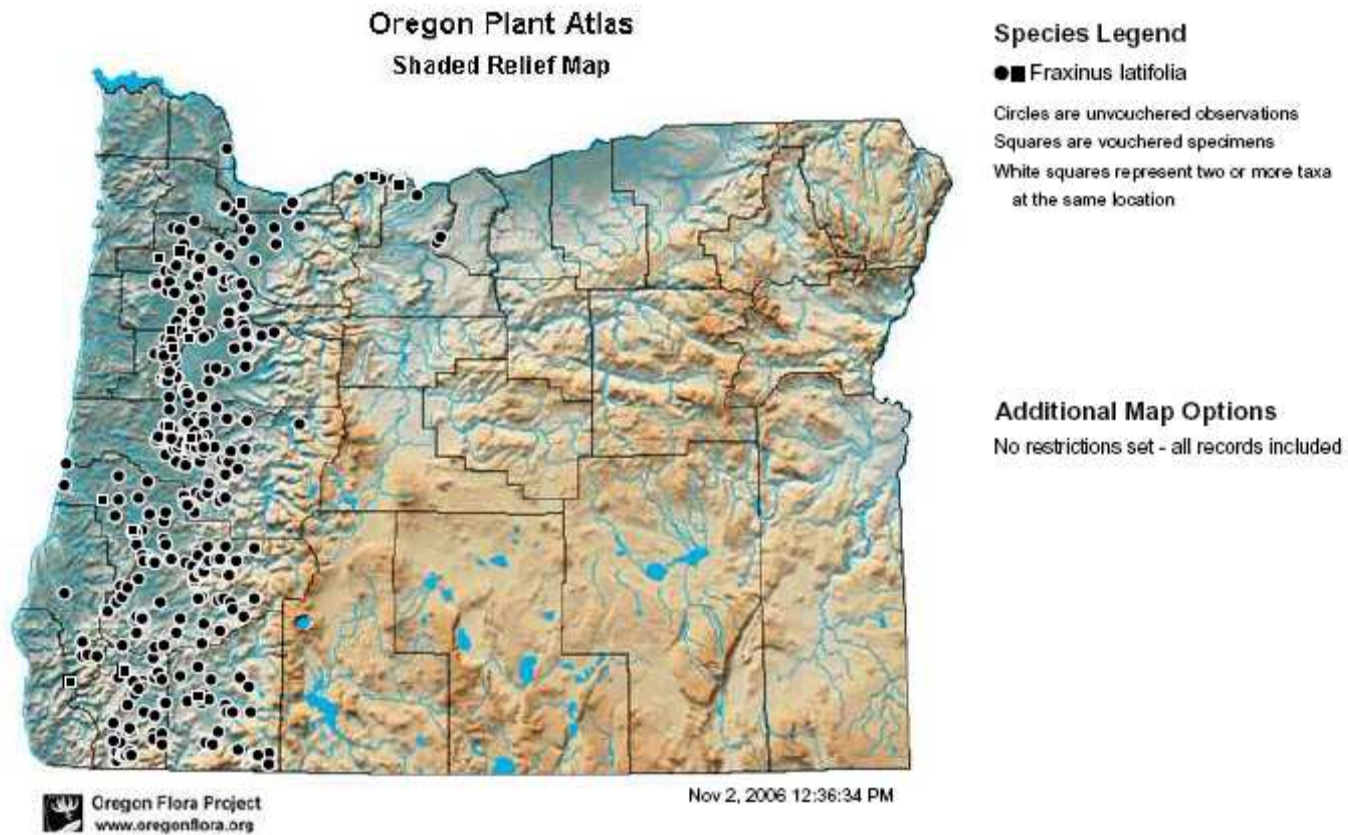 Oregon Plant Atlas
Shaded Relief Map
Species Legend
Fraxinus latifolia
Circles are unvouchered observations
Squares are vouchered specimens
White squares represent two or more taxa
at the same location
Additional Map Options
No restrictions set - all records included
Nov 2, 2006 12:36:34 PM
Oregon Flora Project
www.oregonflora.org